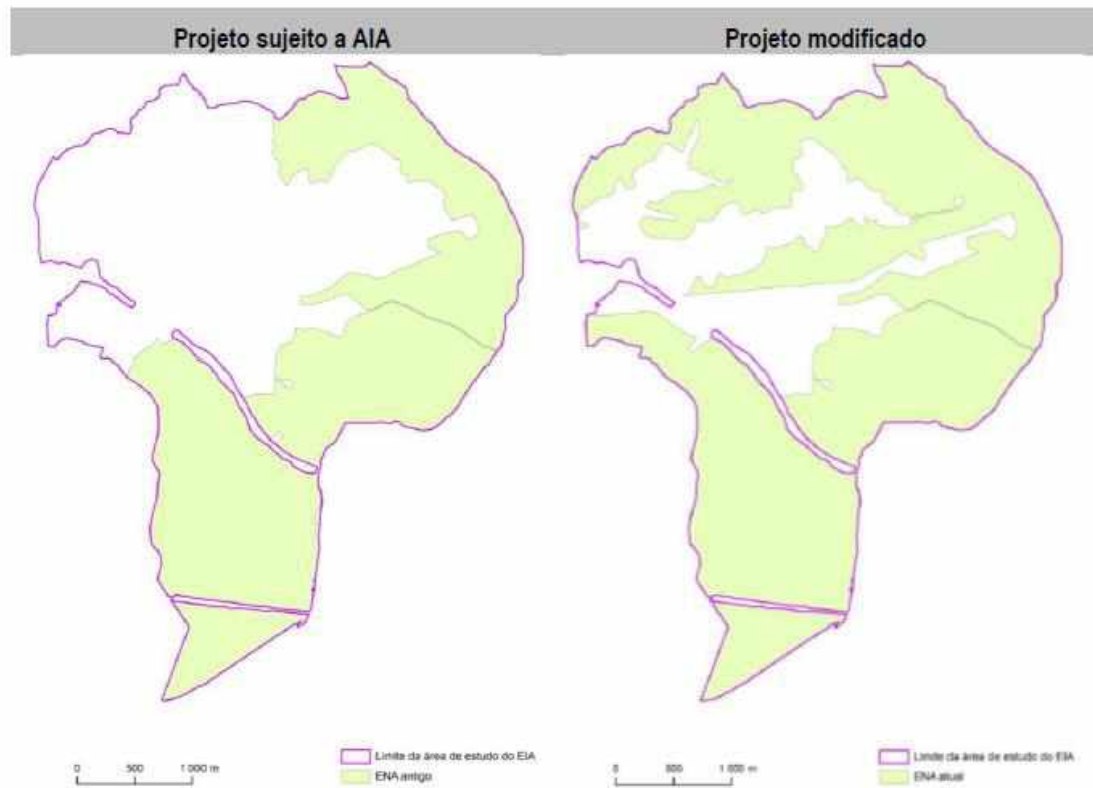 Projeto sujeito a AIA
Projeto modificado
0 500 1 000 m
Limite da área de estudo do EIA
ENA antigo
0 500 1 000 m
Limite da área de estudo do EIA
ENA atual